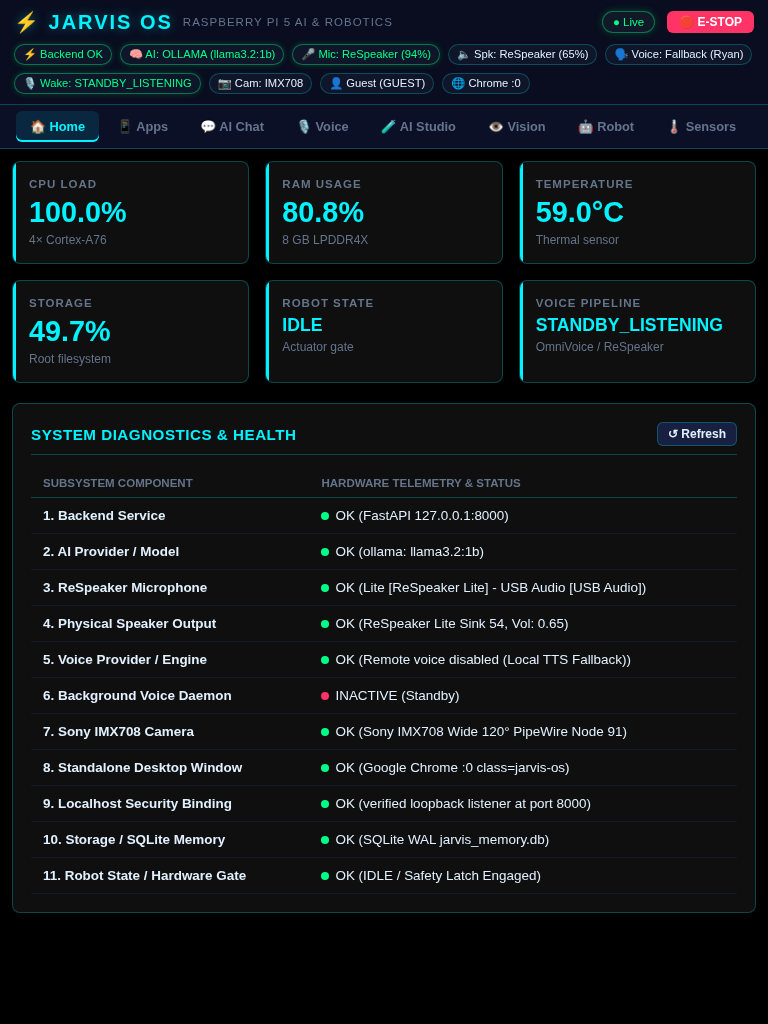 ⚡ JARVIS OS RASPBERRY PI 5 AI & ROBOTICS ● Live 🛑 E-STOP
⚡ Backend OK 🧠 AI: OLLAMA (llama3.2:1b) 🎤 Mic: ReSpeaker (94%) 🔈 Spk: ReSpeaker (65%) 🗣️ Voice: Fallback (Ryan)
🎙️ Wake: STANDBY_LISTENING 📷 Cam: IMX708 👤 Guest (GUEST) 🌐 Chrome :0
🏠 Home 📱 Apps 💬 AI Chat 🎙️ Voice 🧪 AI Studio 👁️ Vision 🤖 Robot 🌡️ Sensors
CPU LOAD RAM USAGE TEMPERATURE
100.0% 80.8% 59.0°C
4× Cortex-A76 8 GB LPDDR4X Thermal sensor
STORAGE ROBOT STATE VOICE PIPELINE
49.7% IDLE STANDBY_LISTENING
Root filesystem Actuator gate OmniVoice / ReSpeaker
SYSTEM DIAGNOSTICS & HEALTH ↺ Refresh
SUBSYSTEM COMPONENT HARDWARE TELEMETRY & STATUS
1. Backend Service OK (FastAPI 127.0.0.1:8000)
2. AI Provider / Model OK (ollama: llama3.2:1b)
3. ReSpeaker Microphone OK (Lite [ReSpeaker Lite] - USB Audio [USB Audio])
4. Physical Speaker Output OK (ReSpeaker Lite Sink 54, Vol: 0.65)
5. Voice Provider / Engine OK (Remote voice disabled (Local TTS Fallback))
6. Background Voice Daemon INACTIVE (Standby)
7. Sony IMX708 Camera OK (Sony IMX708 Wide 120° PipeWire Node 91)
8. Standalone Desktop Window OK (Google Chrome :0 class=jarvis-os)
9. Localhost Security Binding OK (verified loopback listener at port 8000)
10. Storage / SQLite Memory OK (SQLite WAL jarvis_memory.db)
11. Robot State / Hardware Gate OK (IDLE / Safety Latch Engaged)